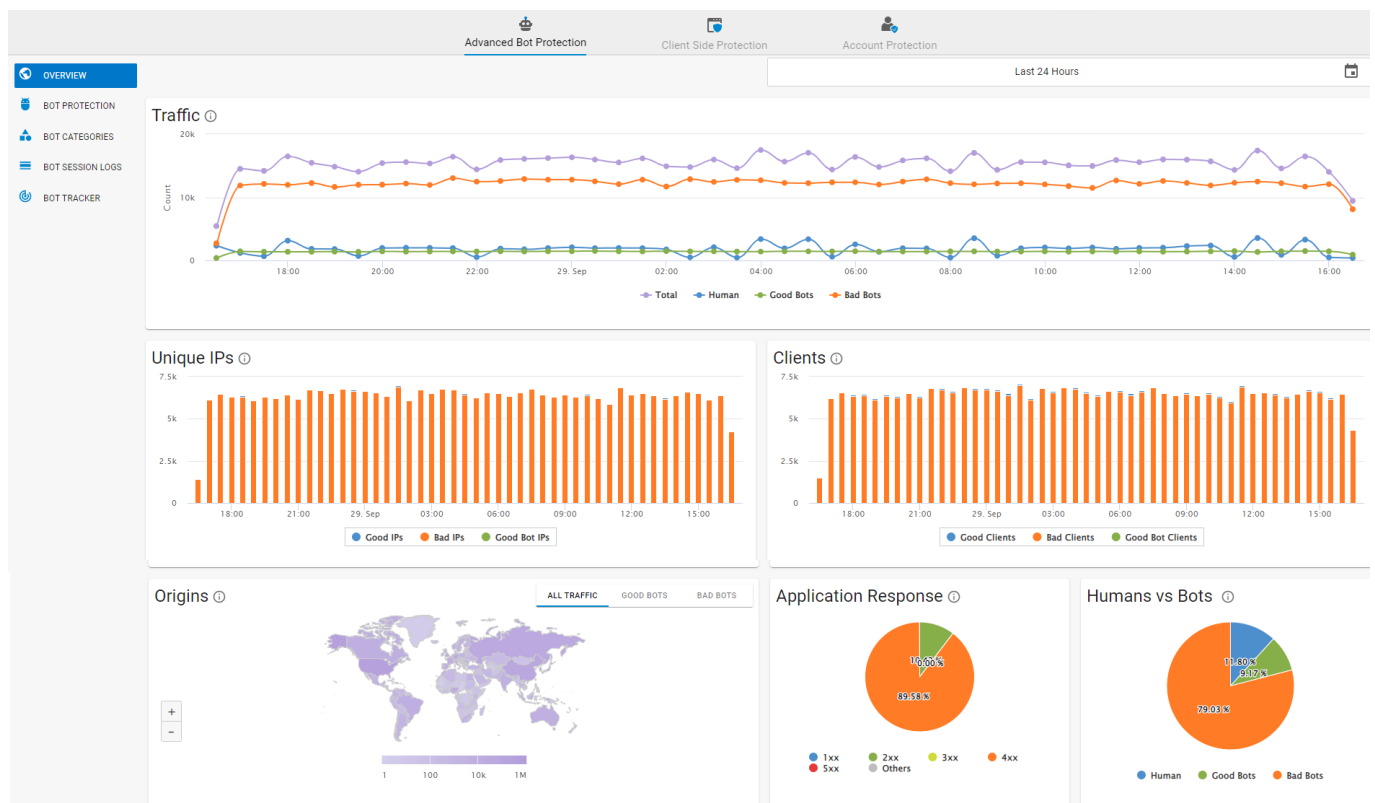 Advanced Bot Protection
Client Side Protection
Account Protection
OVERVIEW
BOT PROTECTION
BOT CATEGORIES
BOT SESSION LOGS
BOT TRACKER
Last 24 Hours
Traffic
Count
20k
10k
0
18:00 20:00 22:00 29. Sep 02:00 04:00 06:00 08:00 10:00 12:00 14:00 16:00
Total Human Good Bots Bad Bots
Unique IPs
7.5k
5k
2.5k
0
18:00 21:00 29. Sep 03:00 06:00 09:00 12:00 15:00
Good IPs Bad IPs Good Bot IPs
Clients
7.5k
5k
2.5k
0
18:00 21:00 29. Sep 03:00 06:00 09:00 12:00 15:00
Good Clients Bad Clients Good Bot Clients
Origins
ALL TRAFFIC GOOD BOTS BAD BOTS
+
−
1 100 10k 1M
Application Response
0.00 %
89.58 %
1xx 2xx 3xx 4xx
5xx Others
Humans vs Bots
11.80 %
9.17 %
79.03 %
Human Good Bots Bad Bots